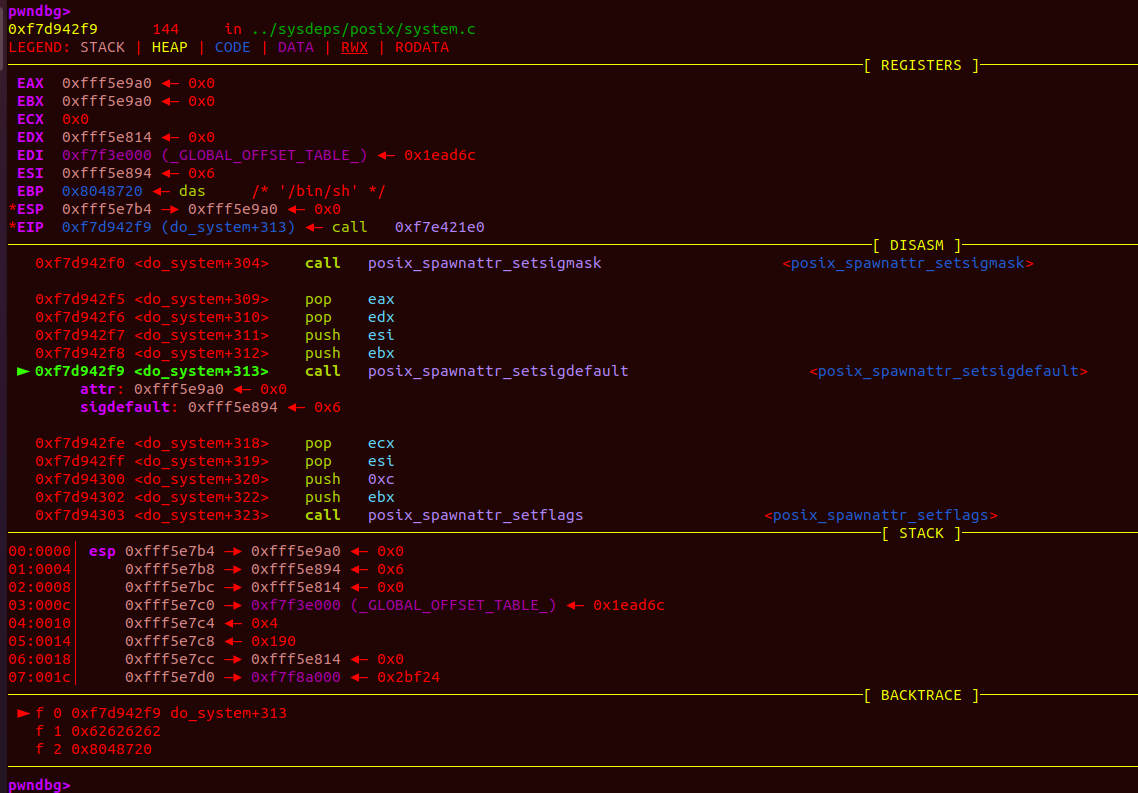 pwndbg>
0xf7d942f9      144     in ../sysdeps/posix/system.c
LEGEND: STACK | HEAP | CODE | DATA | RWX | RODATA
[ REGISTERS ]
EAX  0xfff5e9a0 ◂— 0x0
EBX  0xfff5e9a0 ◂— 0x0
ECX  0x0
EDX  0xfff5e814 ◂— 0x0
EDI  0xf7f3e000 (_GLOBAL_OFFSET_TABLE_) ◂— 0x1ead6c
ESI  0xfff5e894 ◂— 0x6
EBP  0x8048720 ◂— das     /* '/bin/sh' */
*ESP  0xfff5e7b4 —▸ 0xfff5e9a0 ◂— 0x0
*EIP  0xf7d942f9 (do_system+313) ◂— call   0xf7e421e0
[ DISASM ]
0xf7d942f0 <do_system+304>    call   posix_spawnattr_setsigmask                    <posix_spawnattr_setsigmask>
0xf7d942f5 <do_system+309>    pop    eax
0xf7d942f6 <do_system+310>    pop    edx
0xf7d942f7 <do_system+311>    push   esi
0xf7d942f8 <do_system+312>    push   ebx
► 0xf7d942f9 <do_system+313>    call   posix_spawnattr_setsigdefault                    <posix_spawnattr_setsigdefault>
attr: 0xfff5e9a0 ◂— 0x0
sigdefault: 0xfff5e894 ◂— 0x6
0xf7d942fe <do_system+318>    pop    ecx
0xf7d942ff <do_system+319>    pop    esi
0xf7d94300 <do_system+320>    push   0xc
0xf7d94302 <do_system+322>    push   ebx
0xf7d94303 <do_system+323>    call   posix_spawnattr_setflags                    <posix_spawnattr_setflags>
[ STACK ]
00:0000│ esp 0xfff5e7b4 —▸ 0xfff5e9a0 ◂— 0x0
01:0004│     0xfff5e7b8 —▸ 0xfff5e894 ◂— 0x6
02:0008│     0xfff5e7bc —▸ 0xfff5e814 ◂— 0x0
03:000c│     0xfff5e7c0 —▸ 0xf7f3e000 (_GLOBAL_OFFSET_TABLE_) ◂— 0x1ead6c
04:0010│     0xfff5e7c4 ◂— 0x4
05:0014│     0xfff5e7c8 ◂— 0x190
06:0018│     0xfff5e7cc —▸ 0xfff5e814 ◂— 0x0
07:001c│     0xfff5e7d0 —▸ 0xf7f8a000 ◂— 0x2bf24
[ BACKTRACE ]
► f 0 0xf7d942f9 do_system+313
f 1 0x62626262
f 2 0x8048720
pwndbg>